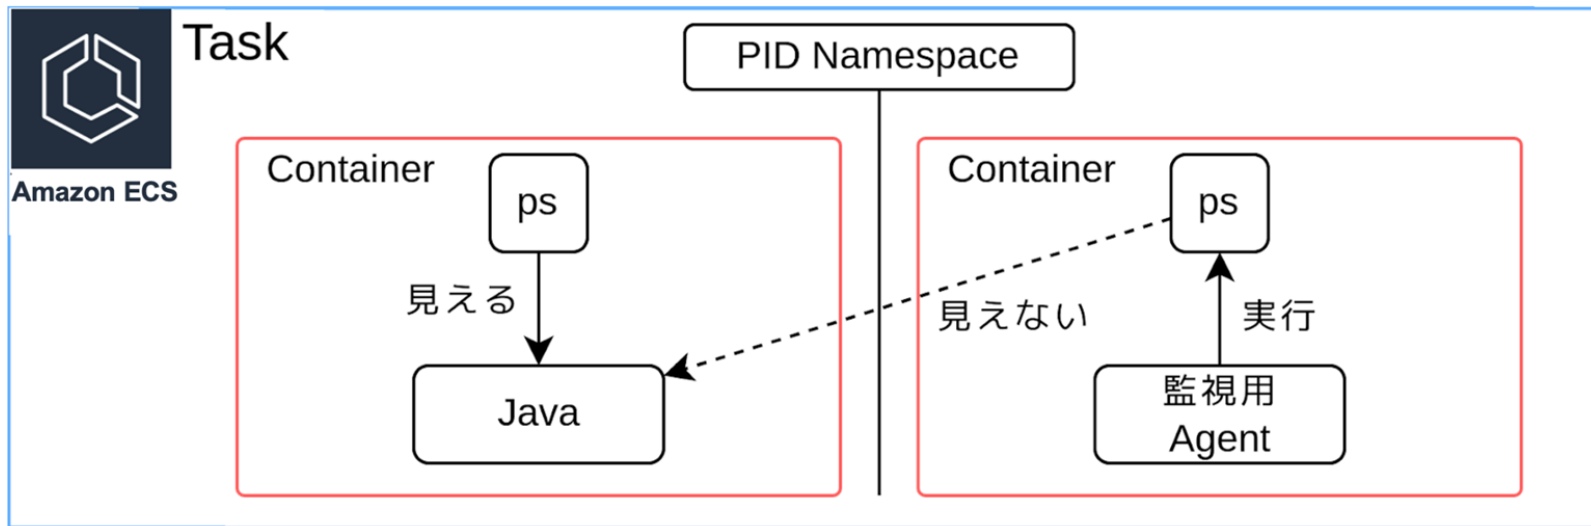 Task
PID Namespace
Amazon ECS
Container
ps
見える
Java
Container
ps
見えない
実行
監視用
Agent